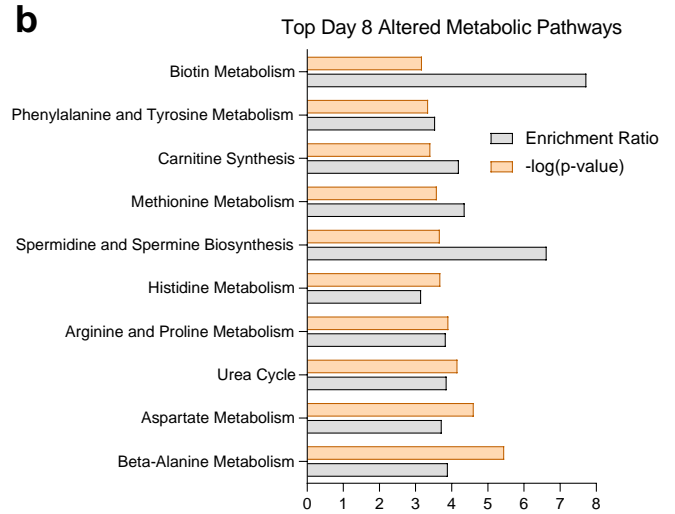 b
Top Day 8 Altered Metabolic Pathways
Biotin Metabolism
Phenylalanine and Tyrosine Metabolism
Enrichment Ratio
Carnitine Synthesis
-log(p-value)
Methionine Metabolism
Spermidine and Spermine Biosynthesis
Histidine Metabolism
Arginine and Proline Metabolism
Urea Cycle
Aspartate Metabolism
Beta-Alanine Metabolism
0 1 2 3 4 5 6 7 8